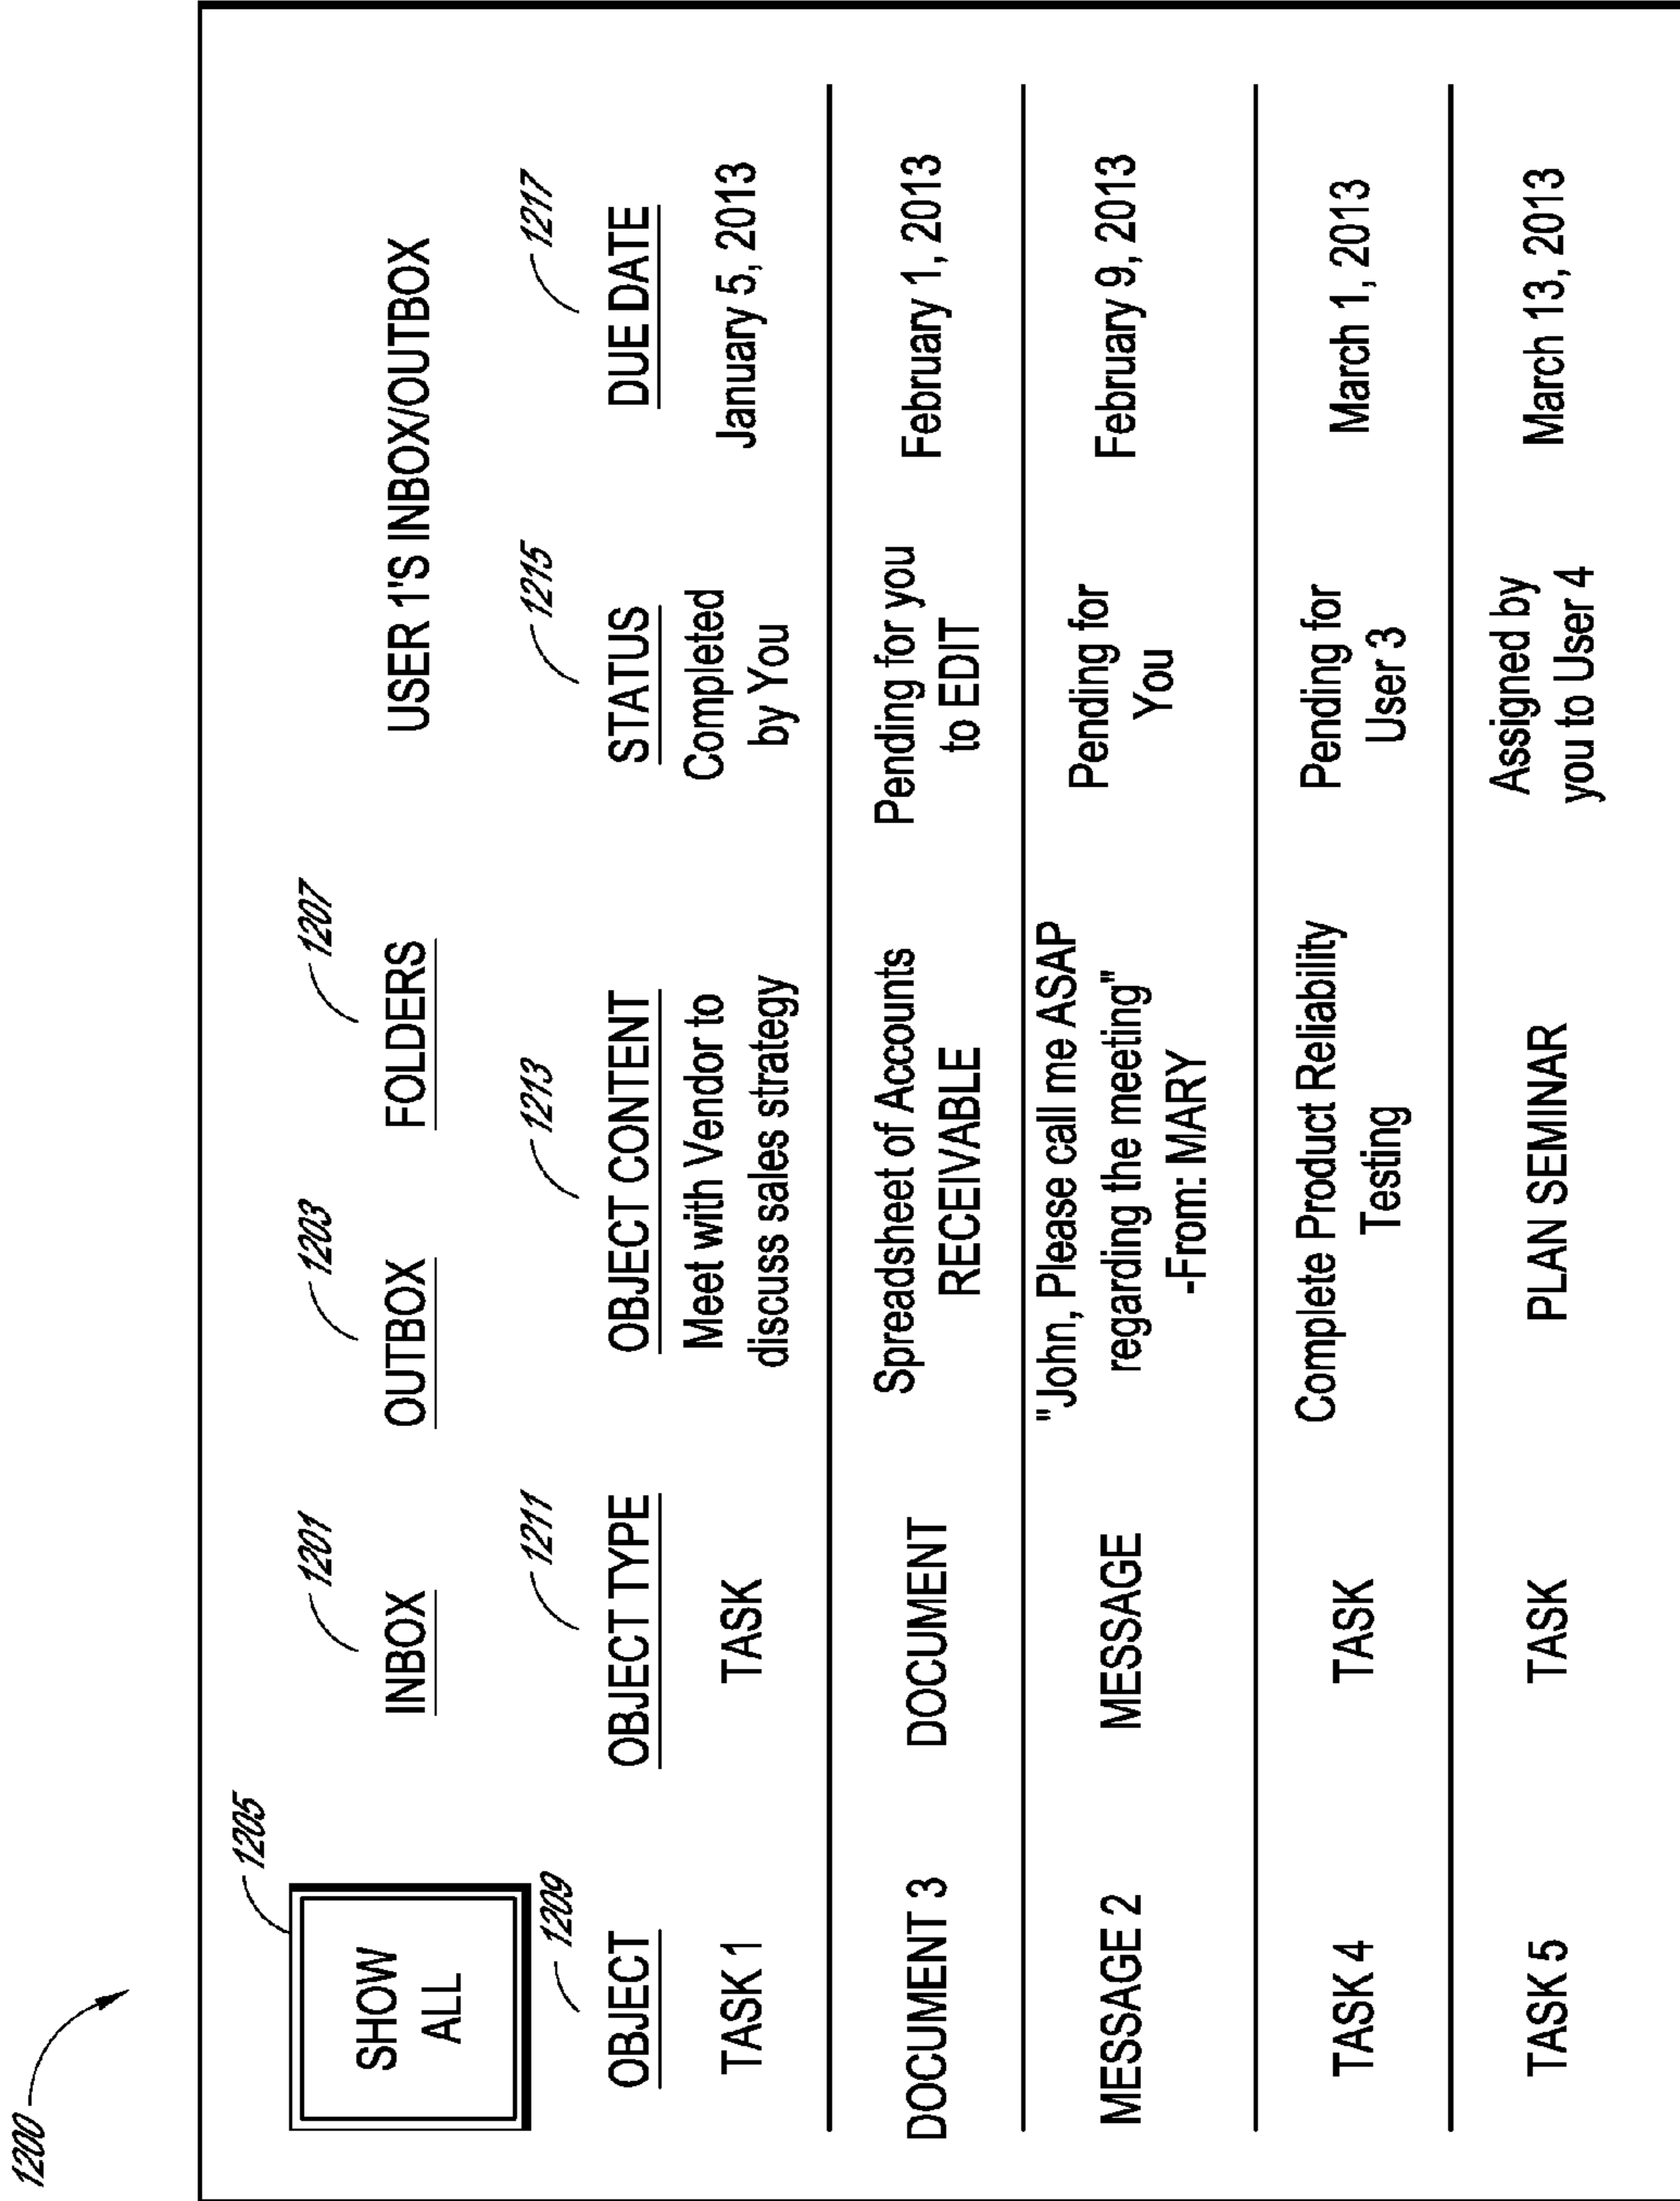 1200
1205
SHOW
ALL
1201
INBOX
1203
OUTBOX
1207
FOLDERS
USER 1'S INBOX/OUTBOX
1209
OBJECT
1211
OBJECT TYPE
1213
OBJECT CONTENT
1215
STATUS
1217
DUE DATE
TASK 1
TASK
Meet with Vendor to
discuss sales strategy
Completed
by You
January 5, 2013
DOCUMENT 3
DOCUMENT
Spreadsheet of Accounts
RECEIVABLE
Pending for you
to EDIT
February 1, 2013
MESSAGE 2
MESSAGE
"John, Please call me ASAP
regarding the meeting"
-From: MARY
Pending for
You
February 9, 2013
TASK 4
TASK
Complete Product Reliability
Testing
Pending for
User 3
March 1, 2013
TASK 5
TASK
PLAN SEMINAR
Assigned by
you to User 4
March 13, 2013